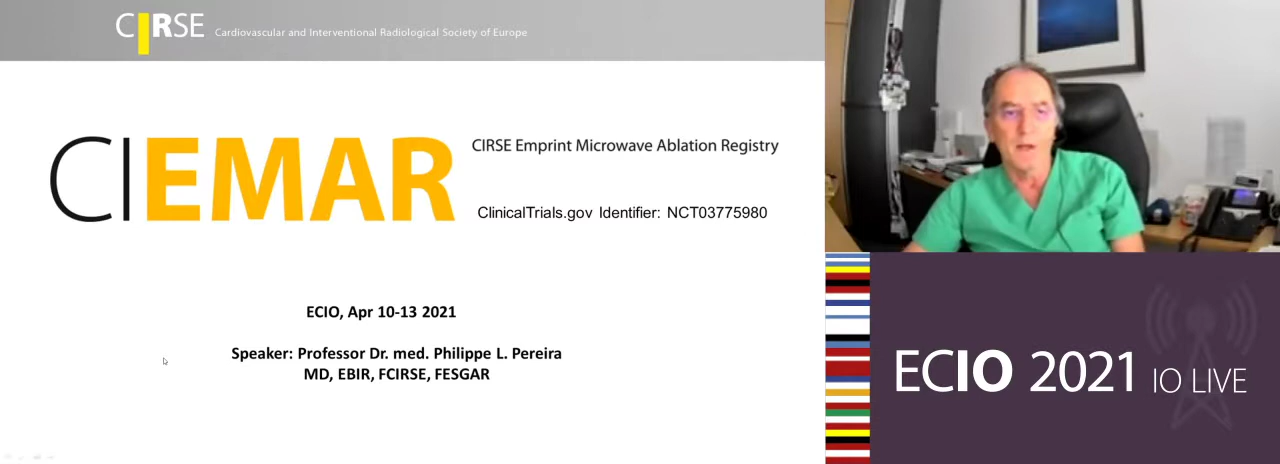 CIRSE Cardiovascular and Interventional Radiological Society of Europe
CIEMAR
CIRSE Emprint Microwave Ablation Registry
ClinicalTrials.gov Identifier: NCT03775980
ECIO, Apr 10-13 2021
Speaker: Professor Dr. med. Philippe L. Pereira
MD, EBIR, FCIRSE, FESGAR
ECIO 2021 IO LIVE